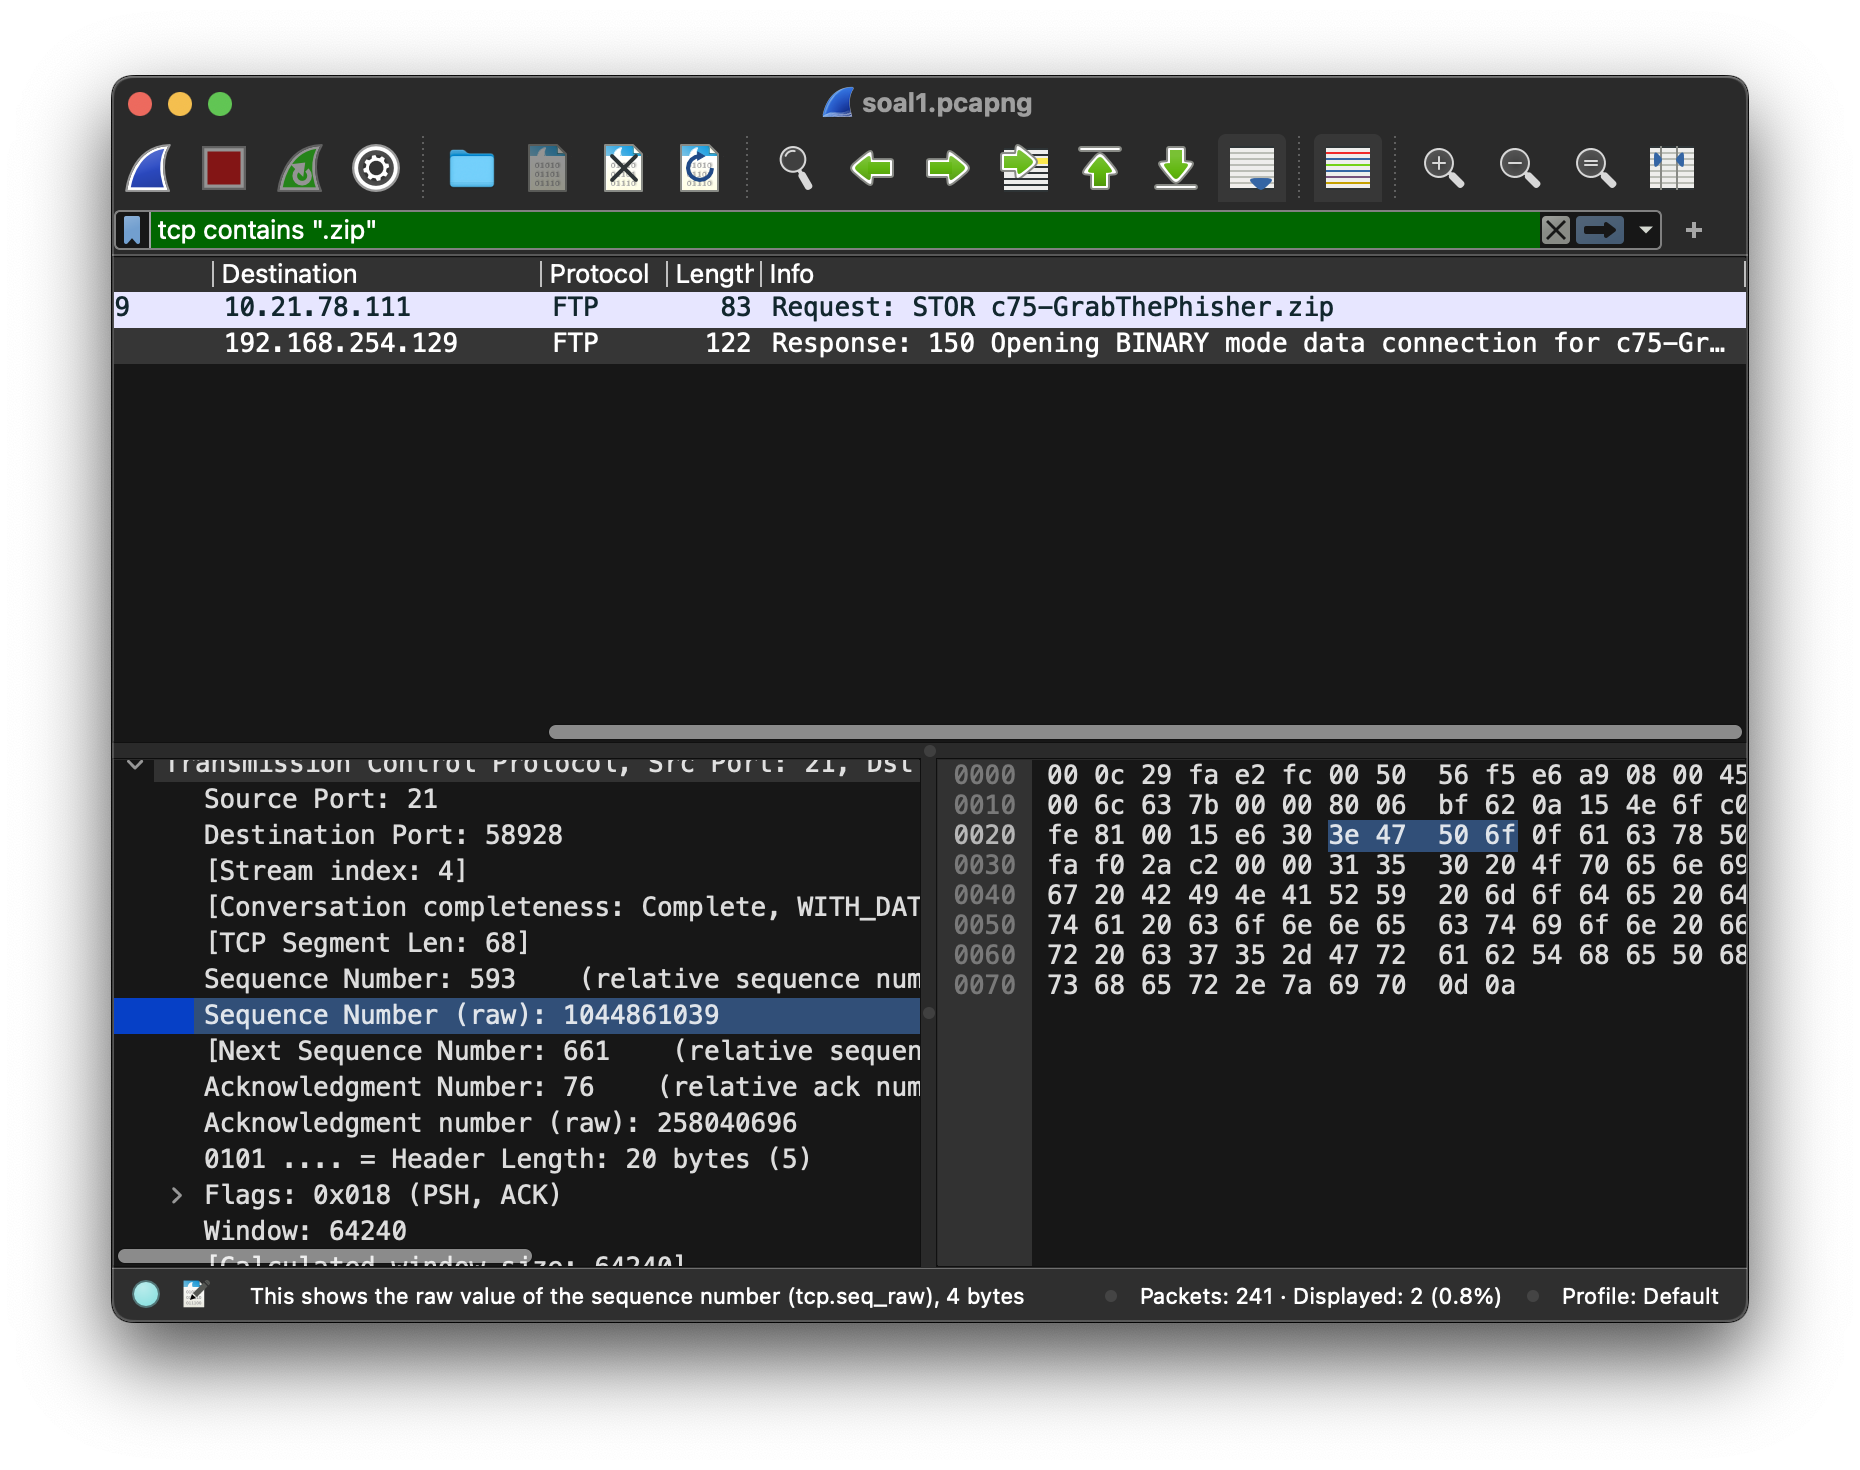 soal1.pcapng
tcp contains ".zip"
Destination Protocol Length Info
9 10.21.78.111 FTP 83 Request: STOR c75-GrabThePhisher.zip
192.168.254.129 FTP 122 Response: 150 Opening BINARY mode data connection for c75-Gr…
Transmission Control Protocol, Src Port: 21, Dst
Source Port: 21
Destination Port: 58928
[Stream index: 4]
[Conversation completeness: Complete, WITH_DAT
[TCP Segment Len: 68]
Sequence Number: 593 (relative sequence num
Sequence Number (raw): 1044861039
[Next Sequence Number: 661 (relative sequen
Acknowledgment Number: 76 (relative ack num
Acknowledgment number (raw): 258040696
0101 .... = Header Length: 20 bytes (5)
Flags: 0x018 (PSH, ACK)
Window: 64240
[Calculated window size: 64240]
0000 00 0c 29 fa e2 fc 00 50 56 f5 e6 a9 08 00 45
0010 00 6c 63 7b 00 00 80 06 bf 62 0a 15 4e 6f c0
0020 fe 81 00 15 e6 30 3e 47 50 6f 0f 61 63 78 50
0030 fa f0 2a c2 00 00 31 35 30 20 4f 70 65 6e 69
0040 67 20 42 49 4e 41 52 59 20 6d 6f 64 65 20 64
0050 74 61 20 63 6f 6e 6e 65 63 74 69 6f 6e 20 66
0060 72 20 63 37 35 2d 47 72 61 62 54 68 65 50 68
0070 73 68 65 72 2e 7a 69 70 0d 0a
This shows the raw value of the sequence number (tcp.seq_raw), 4 bytes
Packets: 241 · Displayed: 2 (0.8%)
Profile: Default